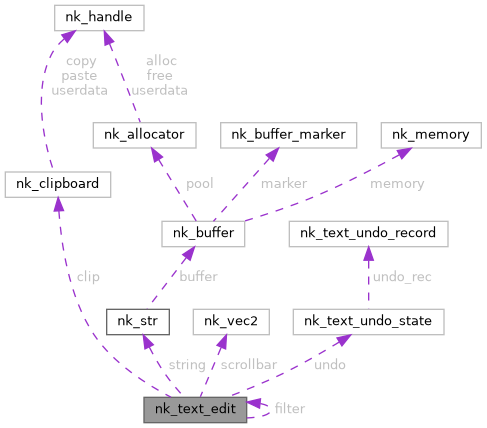 nk_handle
copy
paste
userdata
alloc
free
userdata
nk_allocator
nk_buffer_marker
nk_memory
nk_clipboard
pool
marker
memory
nk_buffer
nk_text_undo_record
clip
buffer
undo_rec
nk_str
nk_vec2
nk_text_undo_state
string
scrollbar
undo
nk_text_edit
filter